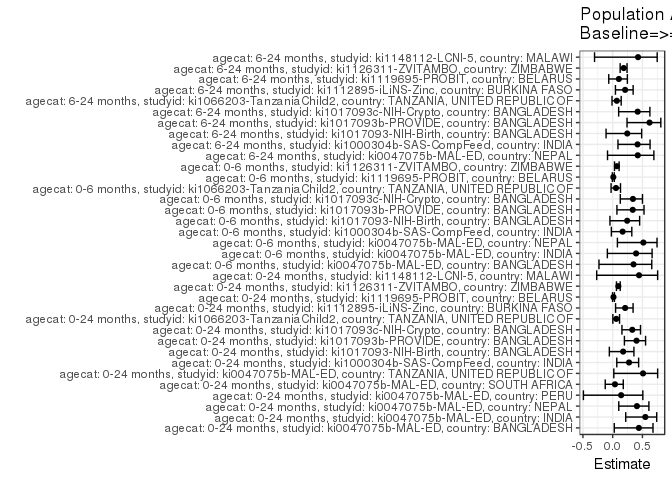 Population A
Baseline=>=
agecat: 6-24 months, studyid: ki1148112-LCNI-5, country: MALAWI
agecat: 6-24 months, studyid: ki1126311-ZVITAMBO, country: ZIMBABWE
agecat: 6-24 months, studyid: ki1119695-PROBIT, country: BELARUS
agecat: 6-24 months, studyid: ki1112895-iLiNS-Zinc, country: BURKINA FASO
agecat: 6-24 months, studyid: ki1066203-TanzaniaChild2, country: TANZANIA, UNITED REPUBLIC OF
agecat: 6-24 months, studyid: ki1017093c-NIH-Crypto, country: BANGLADESH
agecat: 6-24 months, studyid: ki1017093b-PROVIDE, country: BANGLADESH
agecat: 6-24 months, studyid: ki1017093-NIH-Birth, country: BANGLADESH
agecat: 6-24 months, studyid: ki1000304b-SAS-CompFeed, country: INDIA
agecat: 6-24 months, studyid: ki0047075b-MAL-ED, country: NEPAL
agecat: 0-6 months, studyid: ki1126311-ZVITAMBO, country: ZIMBABWE
agecat: 0-6 months, studyid: ki1119695-PROBIT, country: BELARUS
agecat: 0-6 months, studyid: ki1066203-TanzaniaChild2, country: TANZANIA, UNITED REPUBLIC OF
agecat: 0-6 months, studyid: ki1017093c-NIH-Crypto, country: BANGLADESH
agecat: 0-6 months, studyid: ki1017093b-PROVIDE, country: BANGLADESH
agecat: 0-6 months, studyid: ki1017093-NIH-Birth, country: BANGLADESH
agecat: 0-6 months, studyid: ki1000304b-SAS-CompFeed, country: INDIA
agecat: 0-6 months, studyid: ki0047075b-MAL-ED, country: NEPAL
agecat: 0-6 months, studyid: ki0047075b-MAL-ED, country: INDIA
agecat: 0-6 months, studyid: ki0047075b-MAL-ED, country: BANGLADESH
agecat: 0-24 months, studyid: ki1148112-LCNI-5, country: MALAWI
agecat: 0-24 months, studyid: ki1126311-ZVITAMBO, country: ZIMBABWE
agecat: 0-24 months, studyid: ki1119695-PROBIT, country: BELARUS
agecat: 0-24 months, studyid: ki1112895-iLiNS-Zinc, country: BURKINA FASO
agecat: 0-24 months, studyid: ki1066203-TanzaniaChild2, country: TANZANIA, UNITED REPUBLIC OF
agecat: 0-24 months, studyid: ki1017093c-NIH-Crypto, country: BANGLADESH
agecat: 0-24 months, studyid: ki1017093b-PROVIDE, country: BANGLADESH
agecat: 0-24 months, studyid: ki1017093-NIH-Birth, country: BANGLADESH
agecat: 0-24 months, studyid: ki1000304b-SAS-CompFeed, country: INDIA
agecat: 0-24 months, studyid: ki0047075b-MAL-ED, country: TANZANIA, UNITED REPUBLIC OF
agecat: 0-24 months, studyid: ki0047075b-MAL-ED, country: SOUTH AFRICA
agecat: 0-24 months, studyid: ki0047075b-MAL-ED, country: PERU
agecat: 0-24 months, studyid: ki0047075b-MAL-ED, country: NEPAL
agecat: 0-24 months, studyid: ki0047075b-MAL-ED, country: INDIA
agecat: 0-24 months, studyid: ki0047075b-MAL-ED, country: BANGLADESH
-0.5 0.0 0.5
Estimate